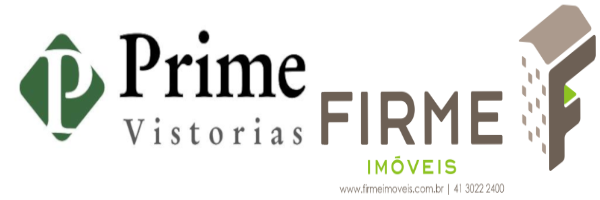 P Prime
Vistorias
FIRME F
IMÓVEIS
www.firmeimoveis.com.br | 41 3022 2400